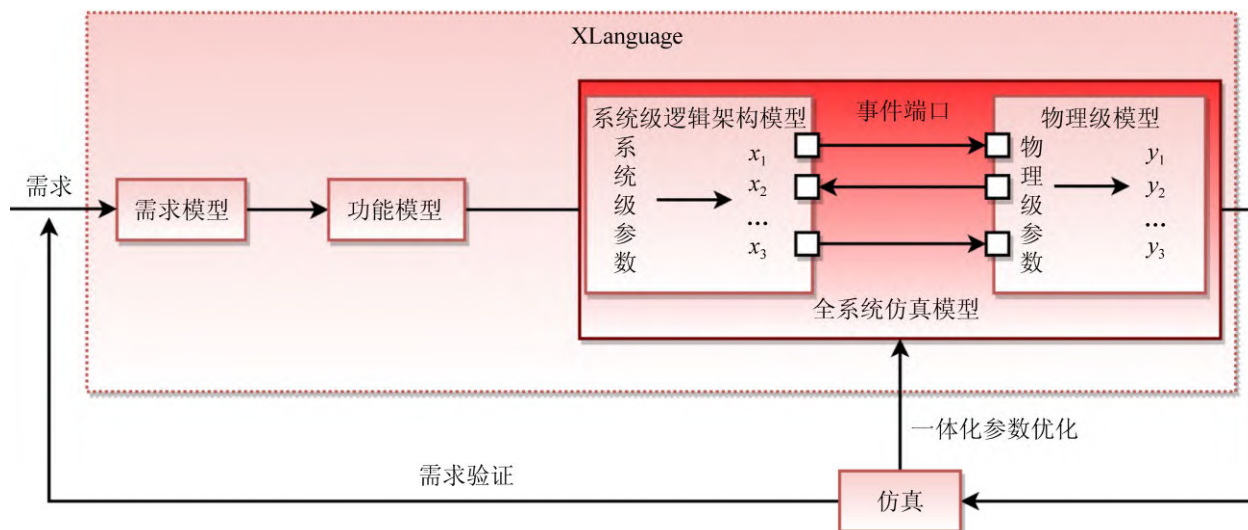 XLanguage
需求
需求模型
功能模型
系统级逻辑架构模型
系统级参数
x1
x2
...
x3
事件端口
物理级模型
物理级参数
y1
y2
...
y3
全系统仿真模型
一体化参数优化
需求验证
仿真